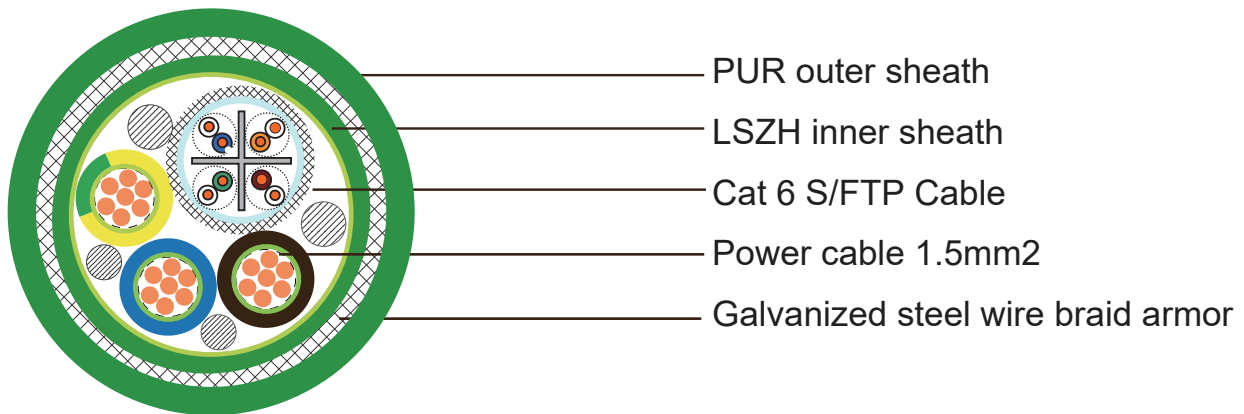 PUR outer sheath
LSZH inner sheath
Cat 6 S/FTP Cable
Power cable 1.5mm2
Galvanized steel wire braid armor